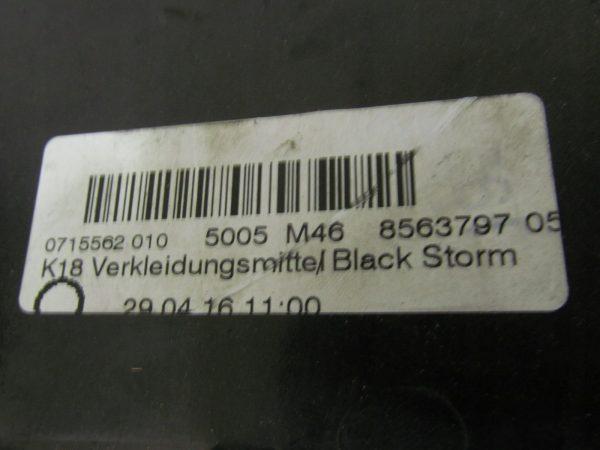 0715562 010 5005 M46 8563797 05
K18 Verkleidungsmittel Black Storm
29.04.16 11:00